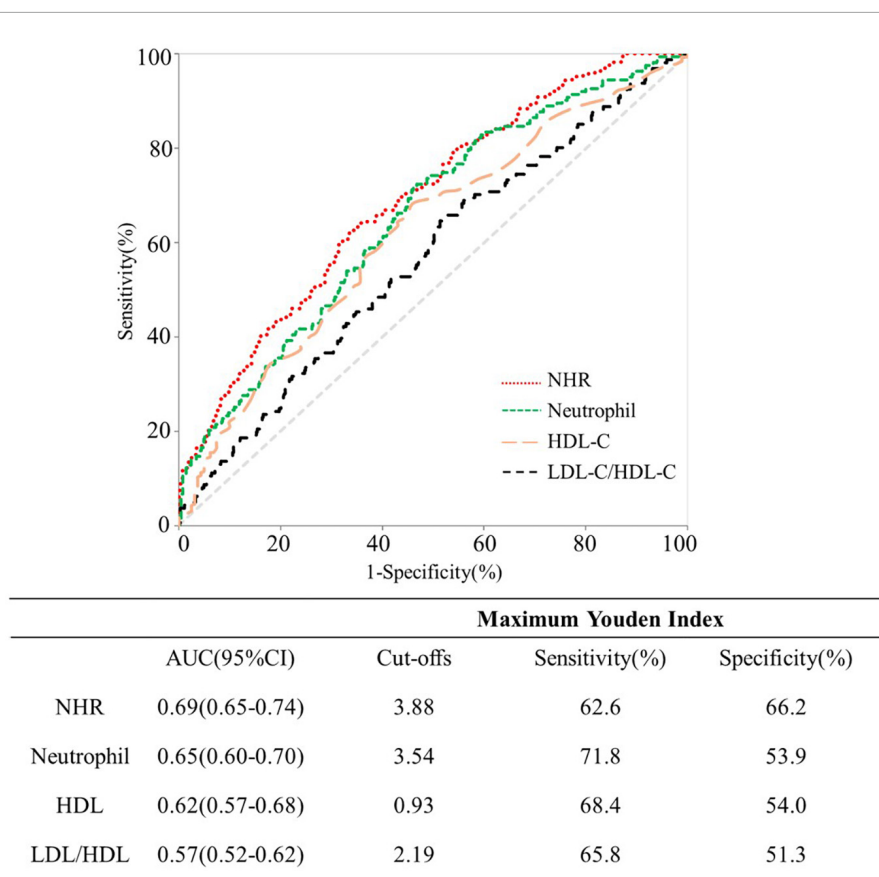 100
80
60
40
20
0
Sensitivity(%)
NHR
Neutrophil
HDL-C
LDL-C/HDL-C
0 20 40 60 80 100
1-Specificity(%)
Maximum Youden Index
AUC(95%CI) Cut-offs Sensitivity(%) Specificity(%)
NHR 0.69(0.65-0.74) 3.88 62.6 66.2
Neutrophil 0.65(0.60-0.70) 3.54 71.8 53.9
HDL 0.62(0.57-0.68) 0.93 68.4 54.0
LDL/HDL 0.57(0.52-0.62) 2.19 65.8 51.3